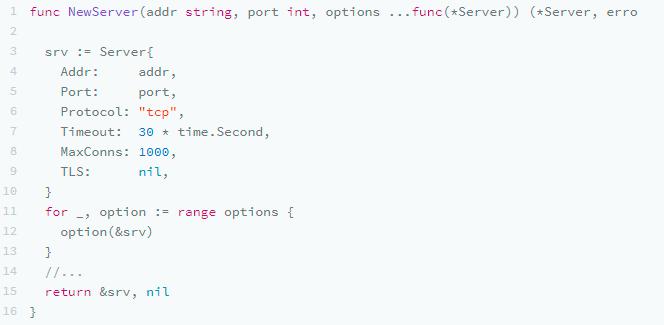 1 func NewServer(addr string, port int, options ...func(*Server)) (*Server, erro
2
3 srv := Server{
4 Addr: addr,
5 Port: port,
6 Protocol: "tcp",
7 Timeout: 30 * time.Second,
8 MaxConns: 1000,
9 TLS: nil,
10 }
11 for _, option := range options {
12 option(&srv)
13 }
14 //...
15 return &srv, nil
16 }